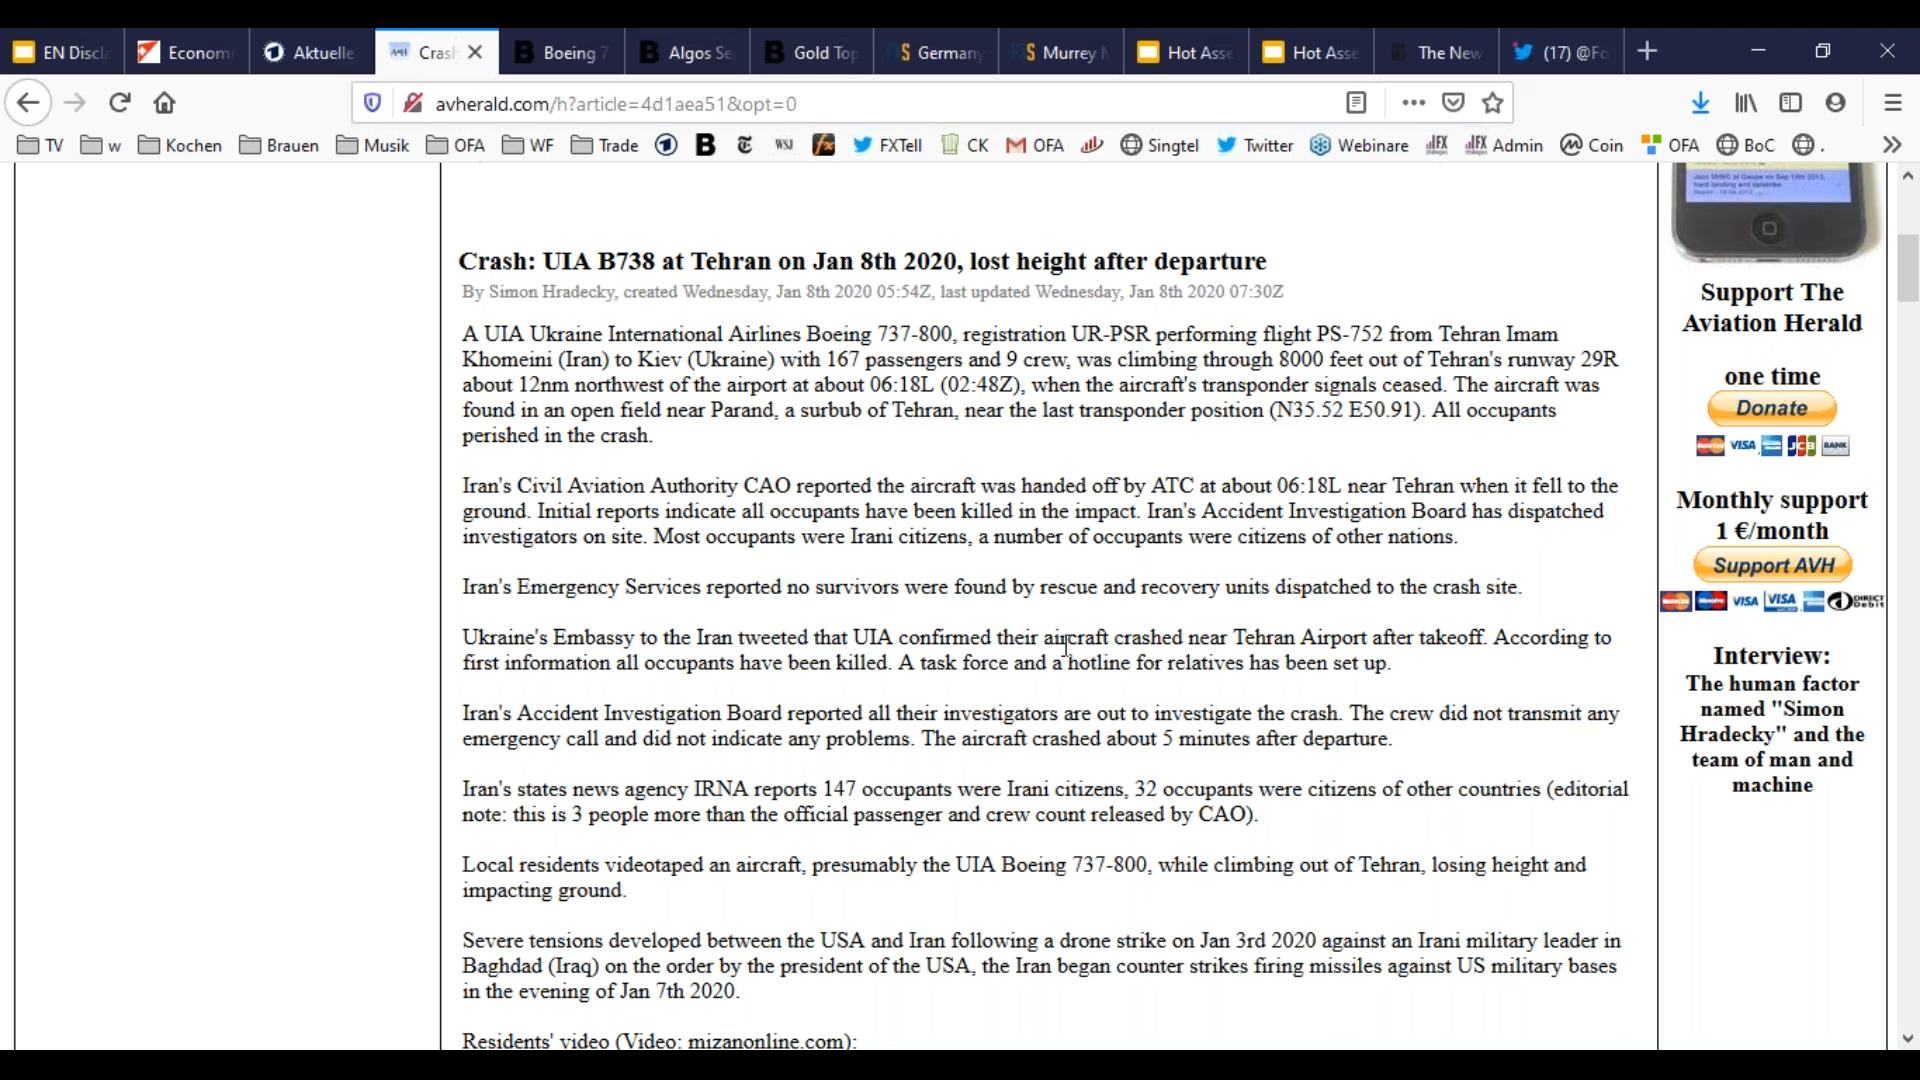 EN Discl
Econom
Aktuelle
Crash
Boeing 7
Algos Se
Gold Top
Germany
Murrey M
Hot Asse
Hot Asse
The New
(17) @Fo
avherald.com/h?article=4d1aea51&opt=0
TV w Kochen Brauen Musik OFA WF Trade B WSJ fx FXTell CK OFA Singtel Twitter Webinare Admin Coin OFA BoC .
Crash: UIA B738 at Tehran on Jan 8th 2020, lost height after departure
By Simon Hradecky, created Wednesday, Jan 8th 2020 05:54Z, last updated Wednesday, Jan 8th 2020 07:30Z
A UIA Ukraine International Airlines Boeing 737-800, registration UR-PSR performing flight PS-752 from Tehran Imam
Khomeini (Iran) to Kiev (Ukraine) with 167 passengers and 9 crew, was climbing through 8000 feet out of Tehran's runway 29R
about 12nm northwest of the airport at about 06:18L (02:48Z), when the aircraft's transponder signals ceased. The aircraft was
found in an open field near Parand, a surbub of Tehran, near the last transponder position (N35.52 E50.91). All occupants
perished in the crash.
Iran's Civil Aviation Authority CAO reported the aircraft was handed off by ATC at about 06:18L near Tehran when it fell to the
ground. Initial reports indicate all occupants have been killed in the impact. Iran's Accident Investigation Board has dispatched
investigators on site. Most occupants were Irani citizens, a number of occupants were citizens of other nations.
Iran's Emergency Services reported no survivors were found by rescue and recovery units dispatched to the crash site.
Ukraine's Embassy to the Iran tweeted that UIA confirmed their aircraft crashed near Tehran Airport after takeoff. According to
first information all occupants have been killed. A task force and a hotline for relatives has been set up.
Iran's Accident Investigation Board reported all their investigators are out to investigate the crash. The crew did not transmit any
emergency call and did not indicate any problems. The aircraft crashed about 5 minutes after departure.
Iran's states news agency IRNA reports 147 occupants were Irani citizens, 32 occupants were citizens of other countries (editorial
note: this is 3 people more than the official passenger and crew count released by CAO).
Local residents videotaped an aircraft, presumably the UIA Boeing 737-800, while climbing out of Tehran, losing height and
impacting ground.
Severe tensions developed between the USA and Iran following a drone strike on Jan 3rd 2020 against an Irani military leader in
Baghdad (Iraq) on the order by the president of the USA, the Iran began counter strikes firing missiles against US military bases
in the evening of Jan 7th 2020.
Residents' video (Video: mizanonline.com):
Support The
Aviation Herald
one time
Donate
VISA JCB BANK
Monthly support
1 €/month
Support AVH
VISA VISA DIRECT Debit
Interview:
The human factor
named "Simon
Hradecky" and the
team of man and
machine